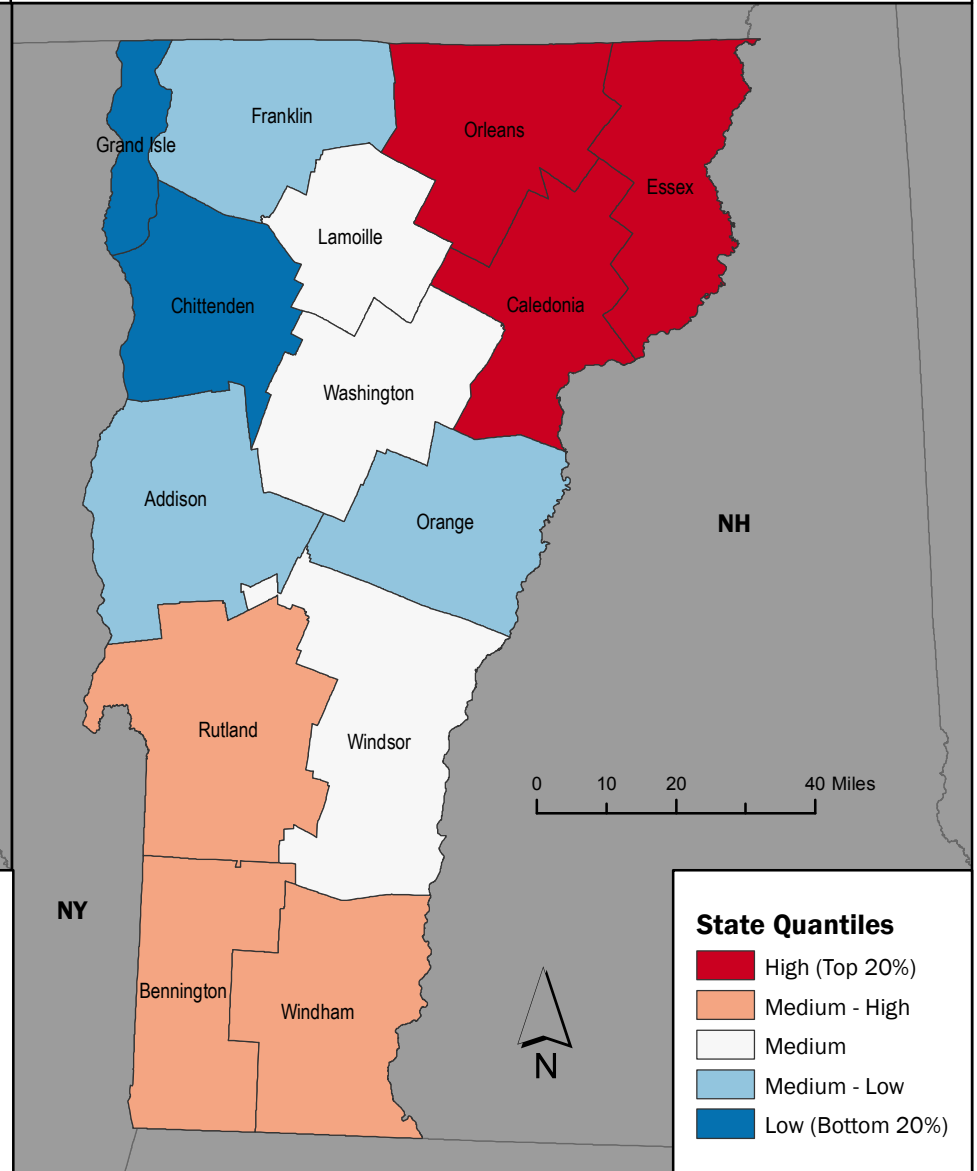 Franklin
Orleans
Grand Isle
Essex
Lamoille
Chittenden
Caledonia
Washington
Addison
Orange
NH
Rutland
Windsor
0 10 20 40 Miles
NY
Bennington
Windham
N
State Quantiles
High (Top 20%)
Medium - High
Medium
Medium - Low
Low (Bottom 20%)